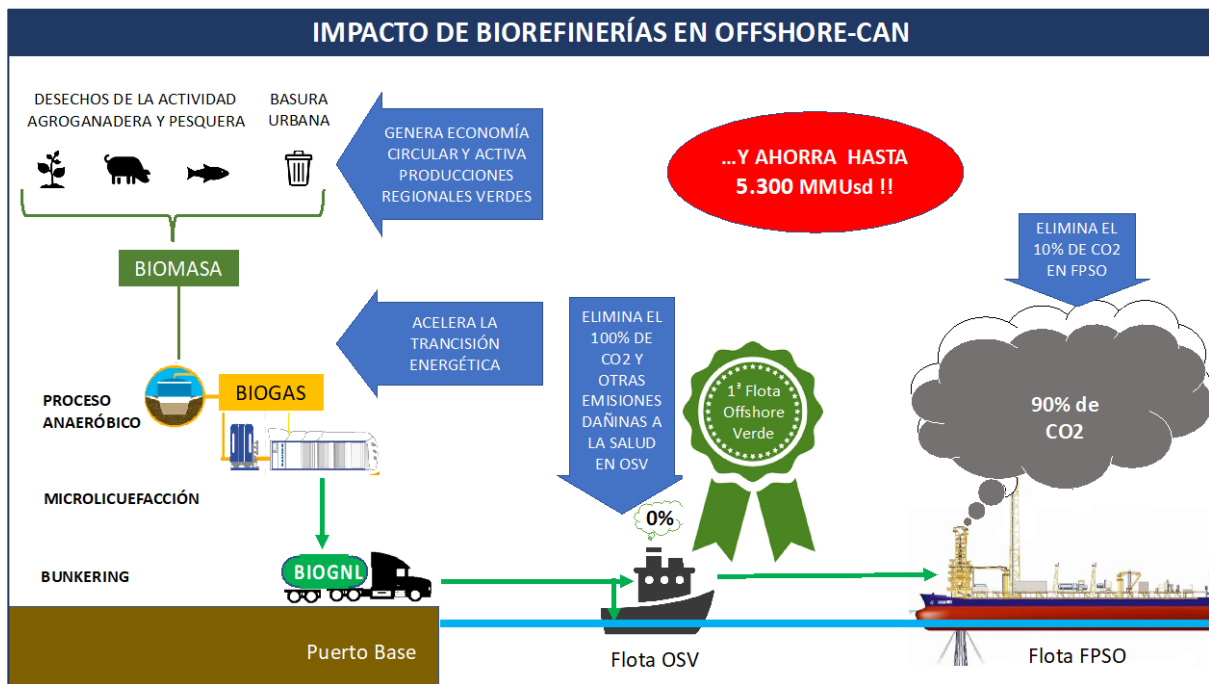 IMPACTO DE BIOREFINERÍAS EN OFFSHORE-CAN
DESECHOS DE LA ACTIVIDAD
AGROGANADERA Y PESQUERA
BASURA
URBANA
GENERA ECONOMÍA
CIRCULAR Y ACTIVA
PRODUCCIONES
REGIONALES VERDES
...Y AHORRA HASTA
5.300 MMUsd !!
ELIMINA EL
10% DE CO2
EN FPSO
BIOMASA
ACELERA LA
TRANCISIÓN
ENERGÉTICA
ELIMINA EL
100% DE
CO2 Y
OTRAS
EMISIONES
DAÑINAS A
LA SALUD
EN OSV
1ª Flota
Offshore
Verde
90% de
CO2
PROCESO
ANAERÓBICO
BIOGAS
MICROLICUEFACCIÓN
0%
BUNKERING
BIOGNL
Puerto Base
Flota OSV
Flota FPSO